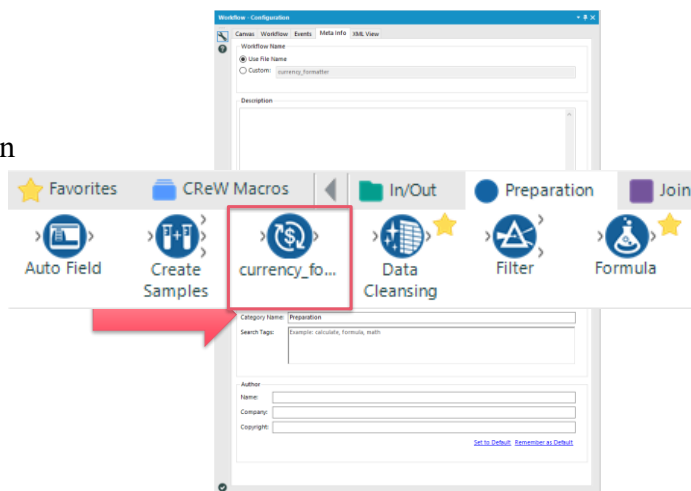 Workflow - Configuration
Canvas Workflow Events Meta Info XML View
Workflow Name
Use File Name
Custom: currency_formatter
Description
n
Favorites CReW Macros In/Out Preparation Join
Auto Field
Create Samples
currency_fo...
Data Cleansing
Filter
Formula
Category Name: Preparation
Search Tags: Example: calculate, formula, math
Author
Name:
Company:
Copyright:
Set to Default Remember as Default